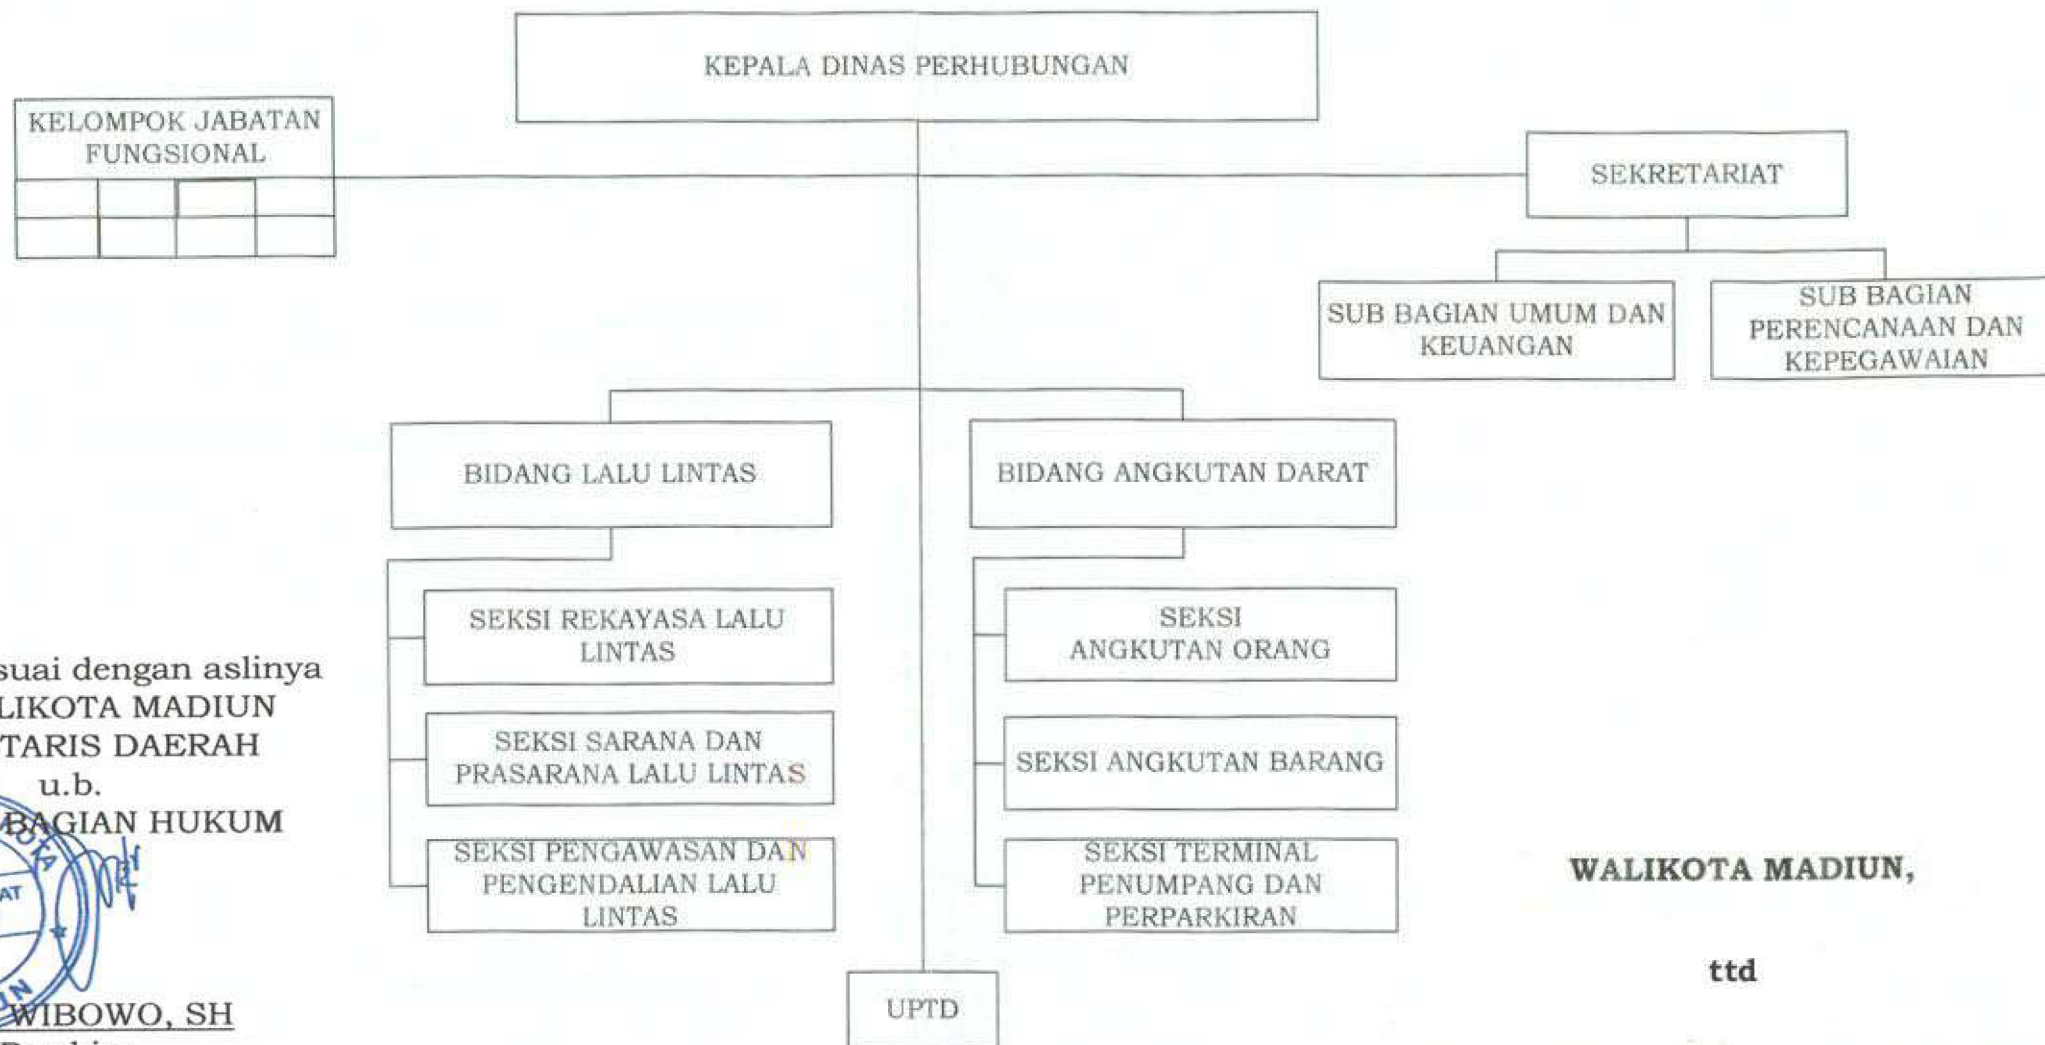 KEPALA DINAS PERHUBUNGAN
KELOMPOK JABATAN
FUNGSIONAL
SEKRETARIAT
SUB BAGIAN UMUM DAN
KEUANGAN
SUB BAGIAN
PERENCANAAN DAN
KEPEGAWAIAN
BIDANG LALU LINTAS
BIDANG ANGKUTAN DARAT
SEKSI REKAYASA LALU
LINTAS
SEKSI SARANA DAN
PRASARANA LALU LINTAS
SEKSI PENGAWASAN DAN
PENGENDALIAN LALU
LINTAS
SEKSI
ANGKUTAN ORANG
SEKSI ANGKUTAN BARANG
SEKSI TERMINAL
PENUMPANG DAN
PERPARKIRAN
UPTD
suai dengan aslinya
LIKOTA MADIUN
TARIS DAERAH
u.b.
BAGIAN HUKUM
WIBOWO, SH
WALIKOTA MADIUN,
ttd